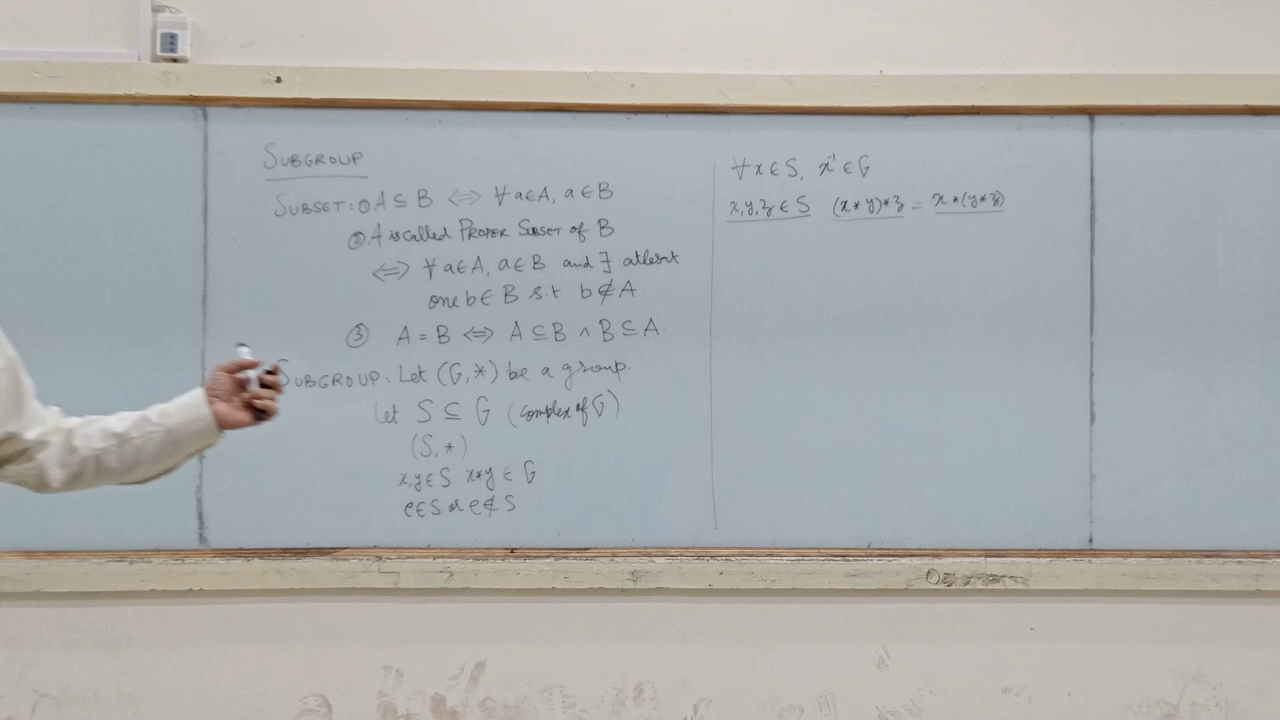 SUBGROUP
SUBSET: ① A ⊆ B ⟺ ∀ a ∈ A, a ∈ B
② A is called PROPER SUBSET of B
⟺ ∀ a ∈ A, a ∈ B and ∃ atleast
one b ∈ B s.t b ∉ A
③ A = B ⟺ A ⊆ B ∧ B ⊆ A.
SUBGROUP. Let (G, *) be a group.
Let S ⊆ G (Complex of G)
(S, *)
x, y ∈ S x * y ∈ G
e ∈ S or e ∉ S
∀ x ∈ S, x⁻¹ ∈ G
x, y, z ∈ S (x * y) * z = x * (y * z)